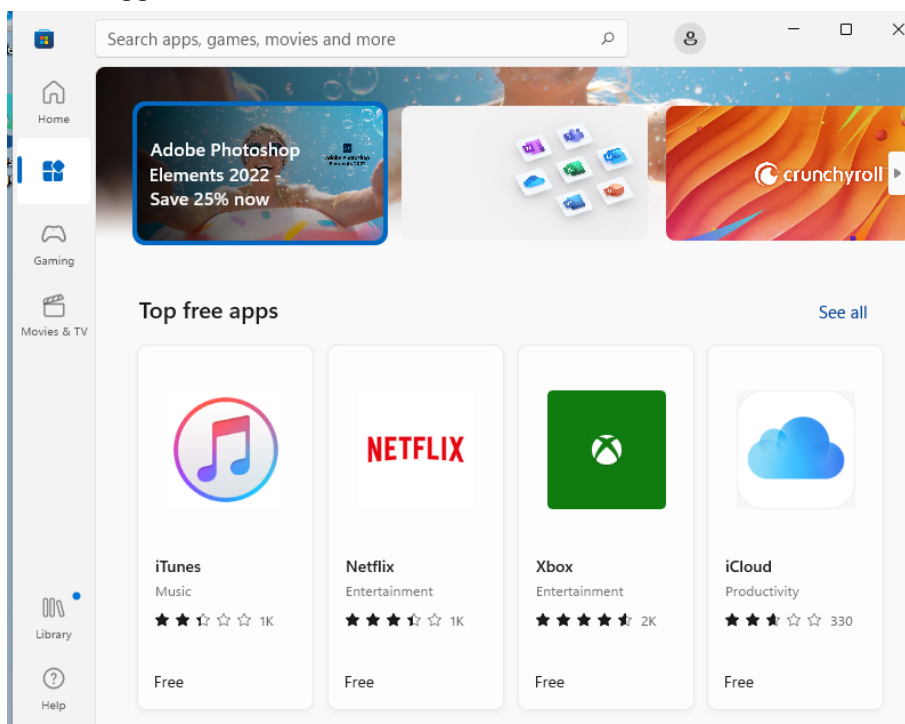 Search apps, games, movies and more
Home
Gaming
Movies & TV
Library
Help
Adobe Photoshop
Elements 2022 -
Save 25% now
crunchyroll
Top free apps
See all
NETFLIX
iTunes
Music
1K
Free
Netflix
Entertainment
1K
Free
Xbox
Entertainment
2K
Free
iCloud
Productivity
330
Free